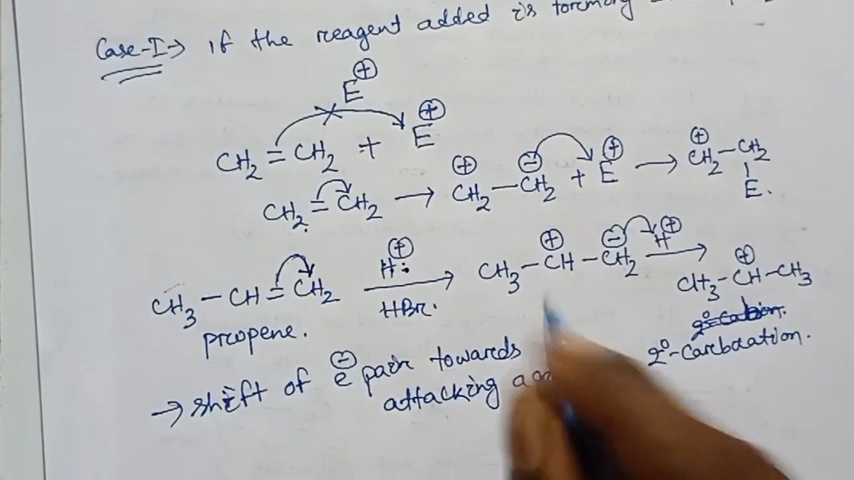 Case-I → if the reagent added is forming
E⊕
CH2 = CH2 + E⊕
CH2 = CH2 → ⊕CH2 — ⊖CH2 + E⊕ → ⊕CH2 — CH2
E.
CH3 — CH = CH2 H⊕ HBr. → CH3 — ⊕CH — ⊖CH2 H⊕ → CH3 — ⊕CH — CH3
propene.
2°-carbocation.
→ shift of e⊖ pair towards
attacking